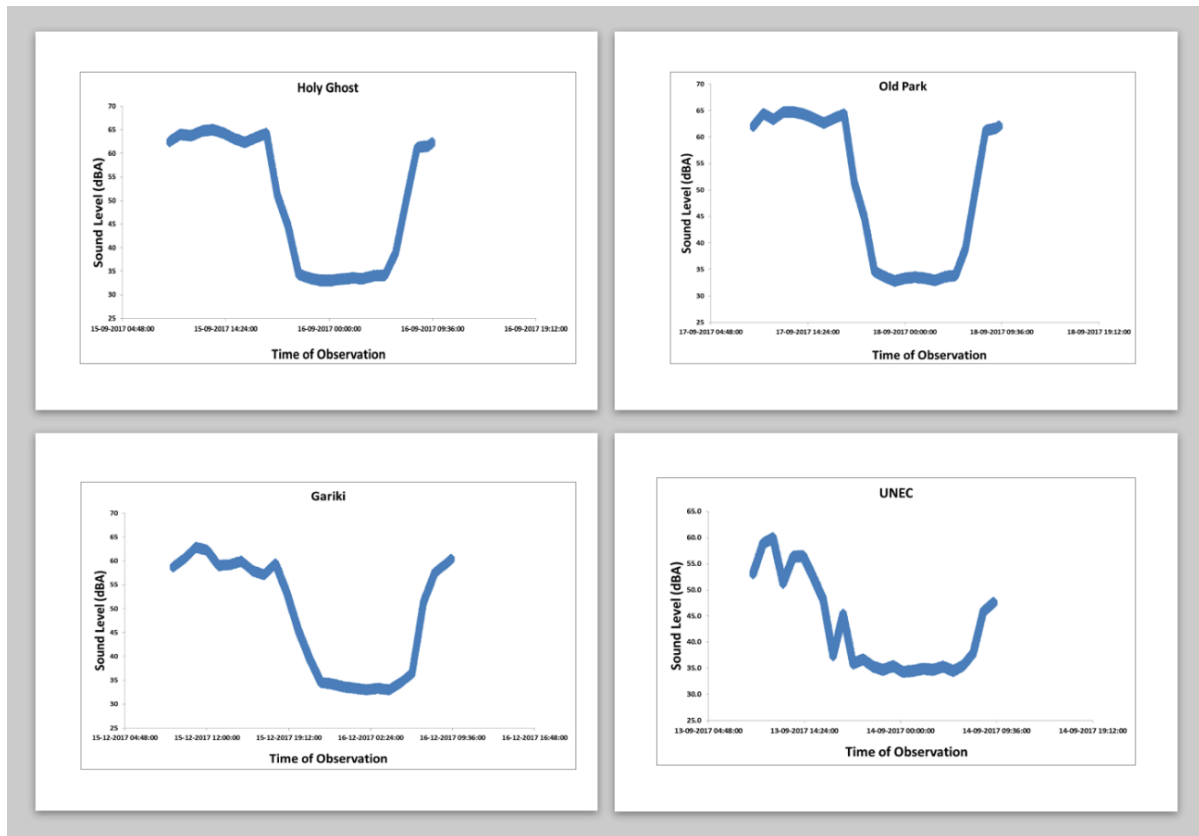 Holy Ghost
Sound Level (dBA)
70
65
60
55
50
45
40
35
30
25
15-09-2017 04:48:00 15-09-2017 14:24:00 16-09-2017 00:00:00 16-09-2017 09:36:00 16-09-2017 19:12:00
Time of Observation
Old Park
Sound Level (dBA)
70
65
60
55
50
45
40
35
30
25
17-09-2017 04:48:00 17-09-2017 14:24:00 18-09-2017 00:00:00 18-09-2017 09:36:00 18-09-2017 19:12:00
Time of Observation
Gariki
Sound Level (dBA)
70
65
60
55
50
45
40
35
30
25
15-12-2017 04:48:00 15-12-2017 12:00:00 15-12-2017 19:12:00 16-12-2017 02:24:00 16-12-2017 09:36:00 16-12-2017 16:48:00
Time of Observation
UNEC
Sound Level (dBA)
65.0
60.0
55.0
50.0
45.0
40.0
35.0
30.0
25.0
13-09-2017 04:48:00 13-09-2017 14:24:00 14-09-2017 00:00:00 14-09-2017 09:36:00 14-09-2017 19:12:00
Time of Observation